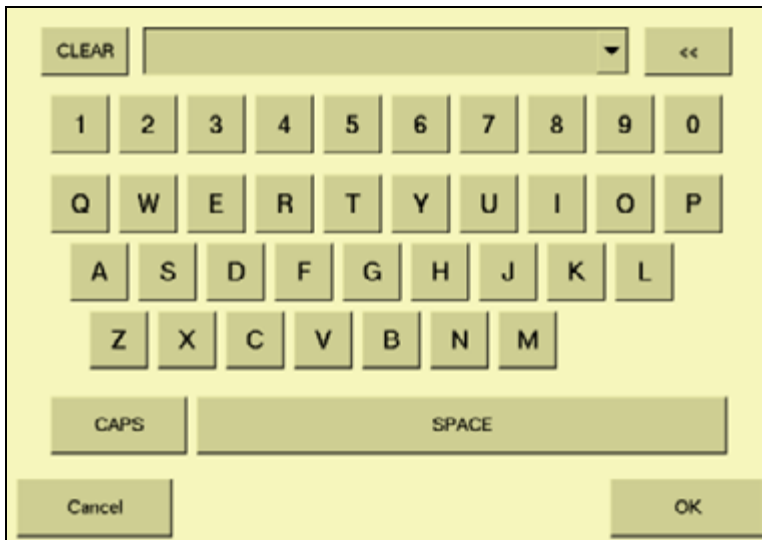 CLEAR <<
1 2 3 4 5 6 7 8 9 0
Q W E R T Y U I O P
A S D F G H J K L
Z X C V B N M
CAPS SPACE
Cancel OK